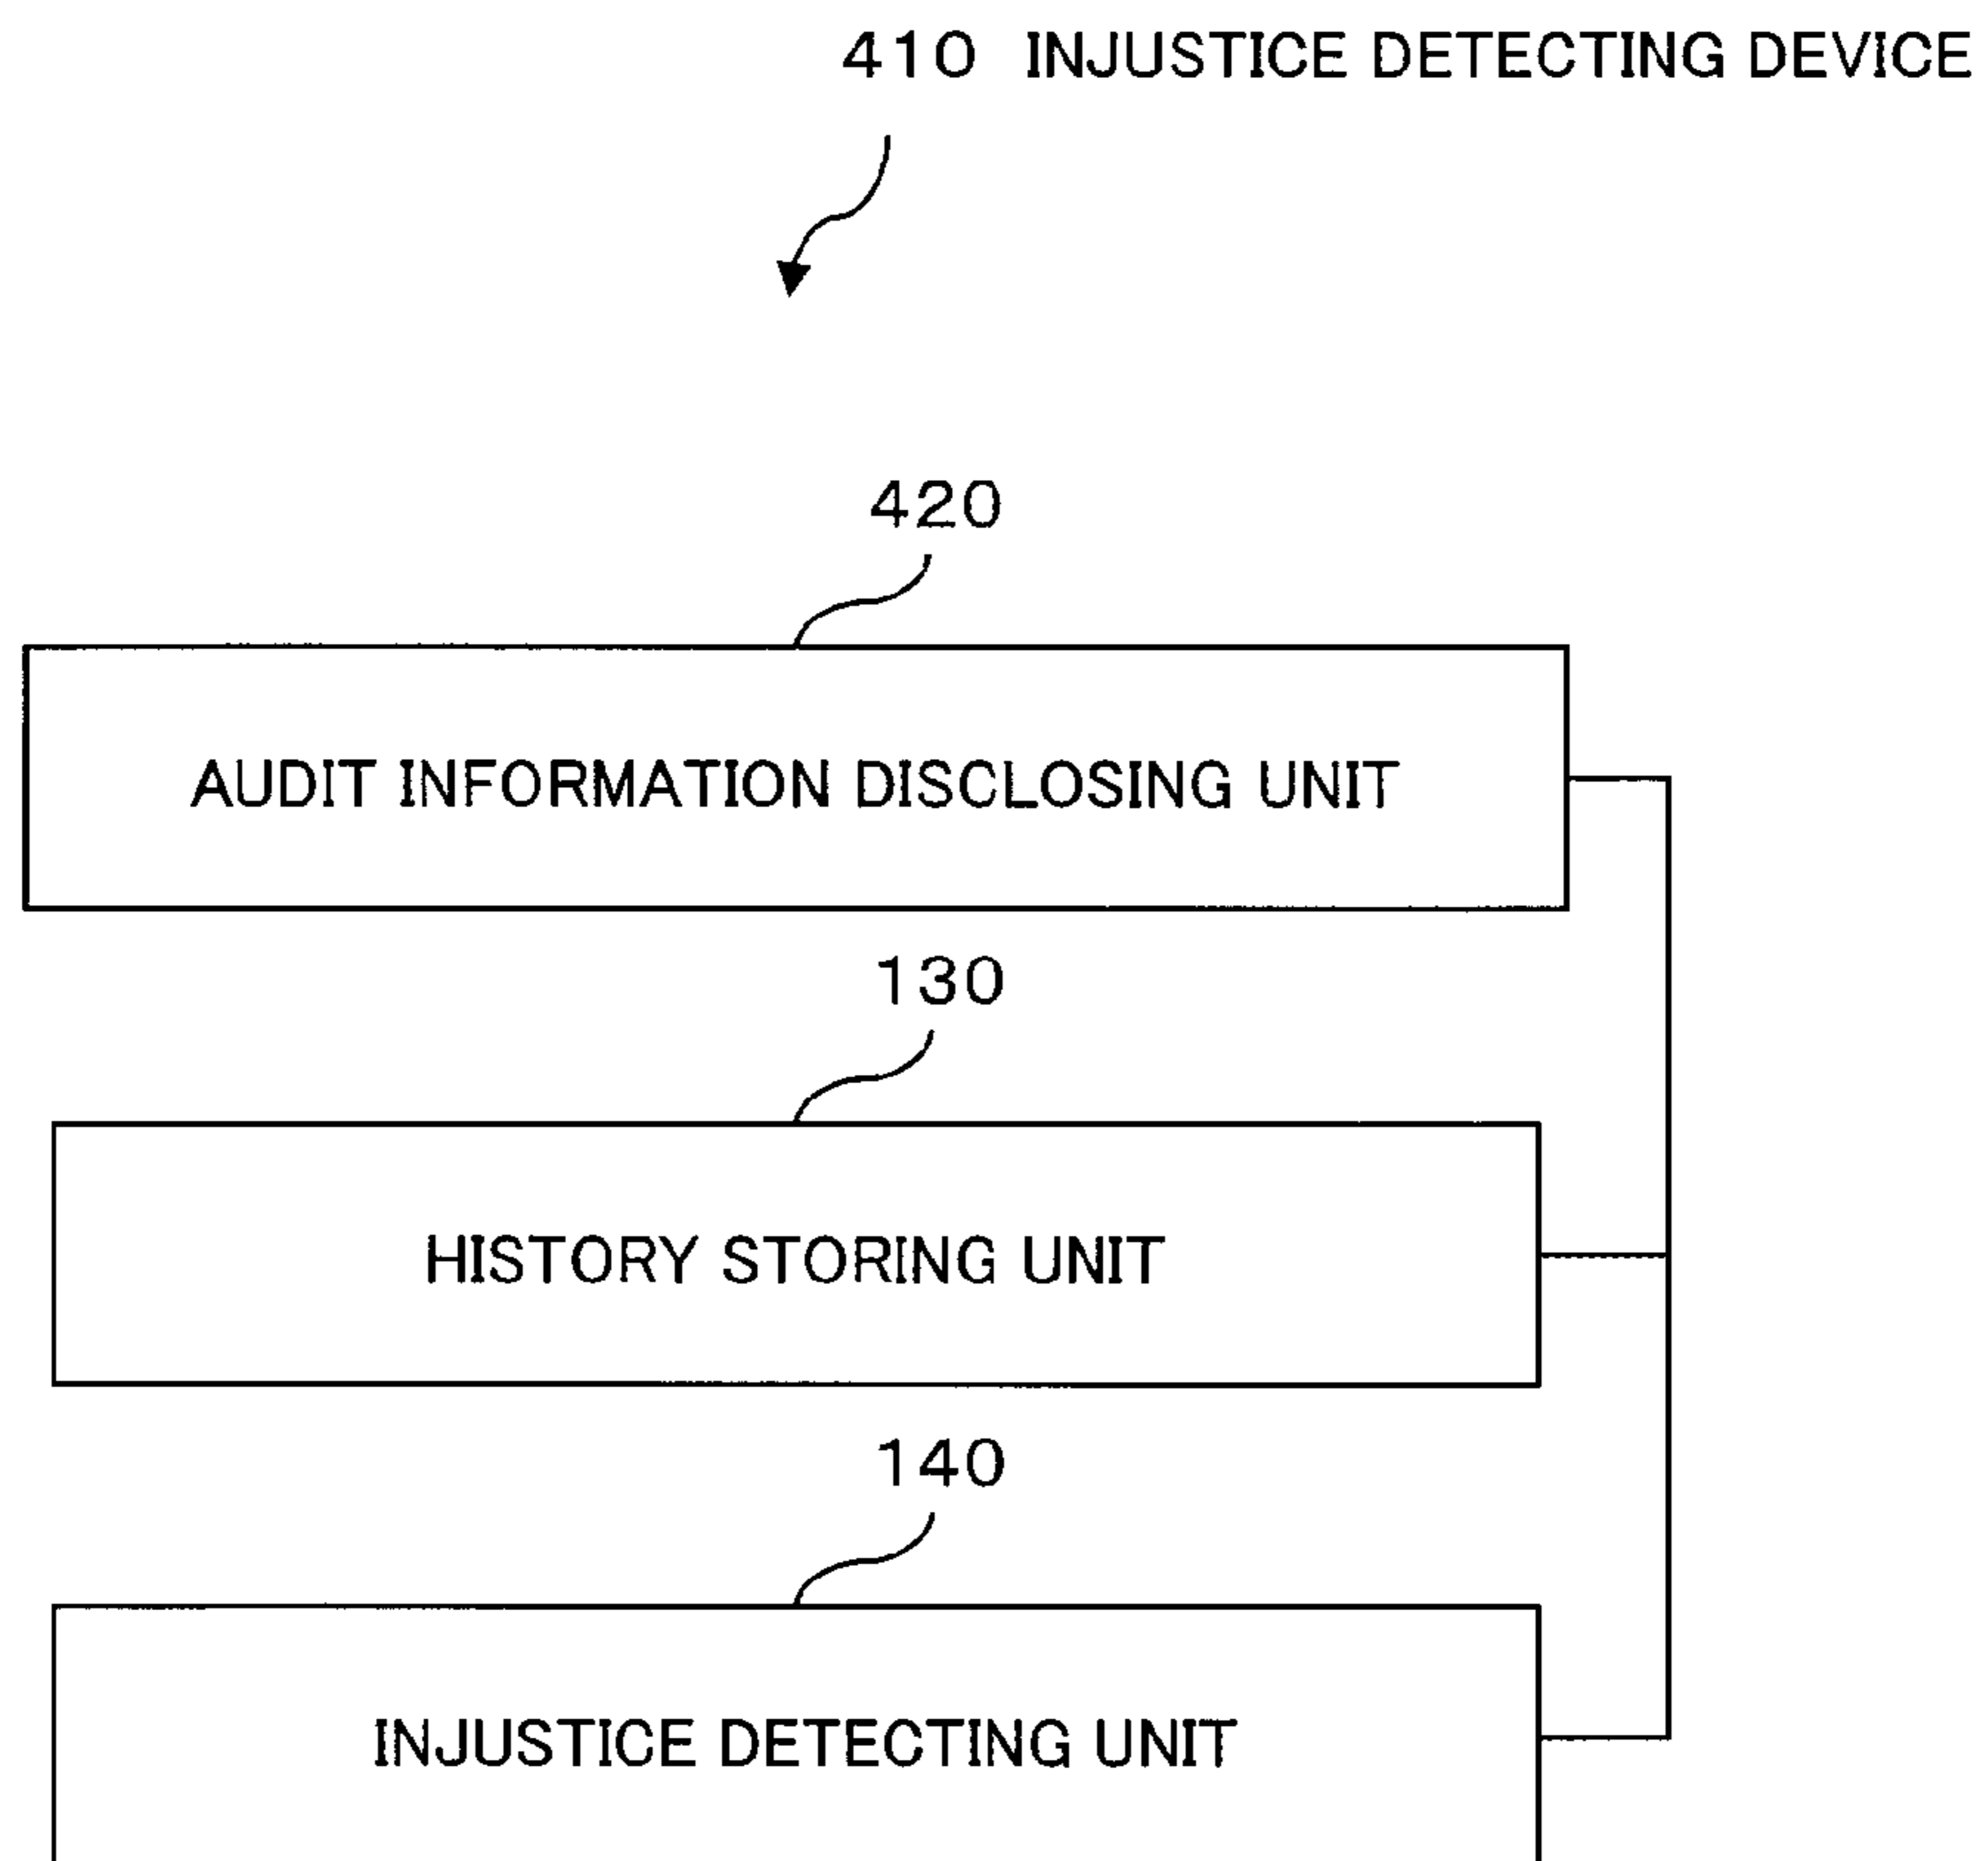 410 INJUSTICE DETECTING DEVICE
420
AUDIT INFORMATION DISCLOSING UNIT
130
HISTORY STORING UNIT
140
INJUSTICE DETECTING UNIT